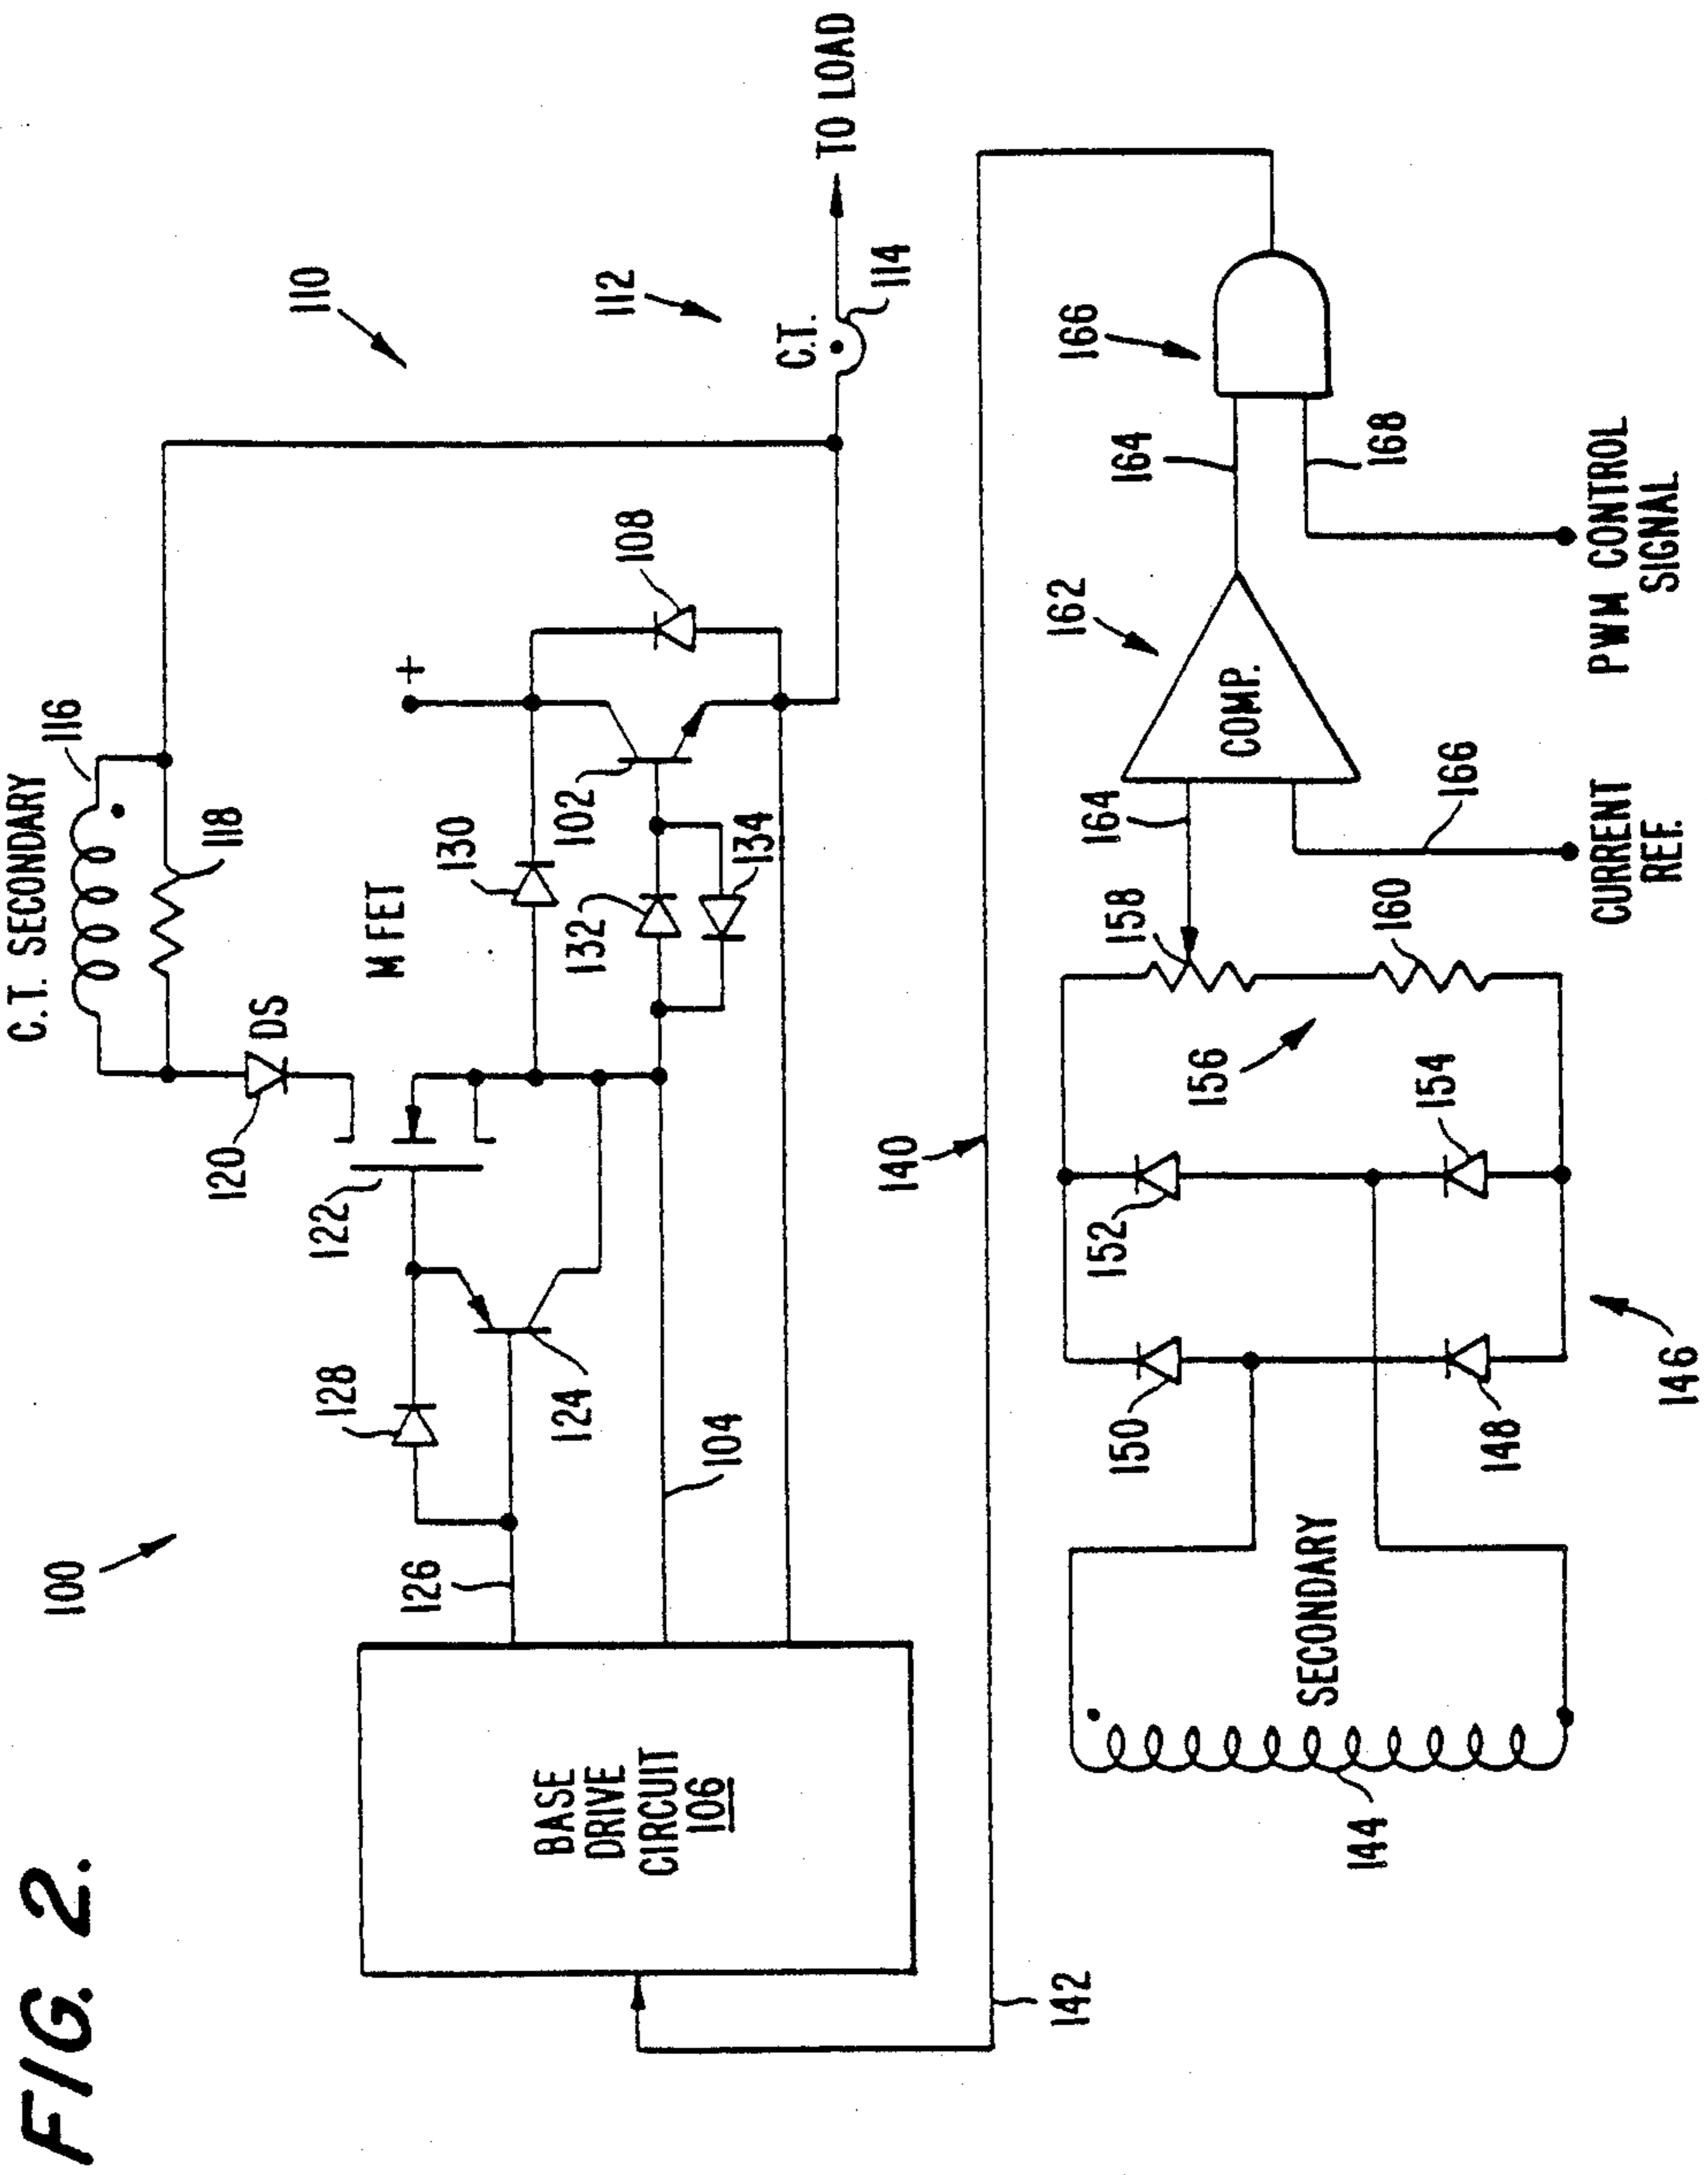 FIG. 2.
100
C.T. SECONDARY
116
118
110
112
C.T.
114
TO LOAD
DS
120
M FET
122
130
+
108
102
132
134
128
124
126
104
BASE
DRIVE
CIRCUIT
106
140
142
144
SECONDARY
146
150
148
152
154
156
158
160
164
162
COMP.
166
CURRENT
REF.
164
166
168
PWM CONTROL
SIGNAL